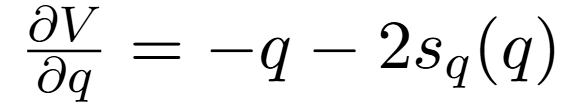 ∂V/∂q = −q − 2s_q(q)